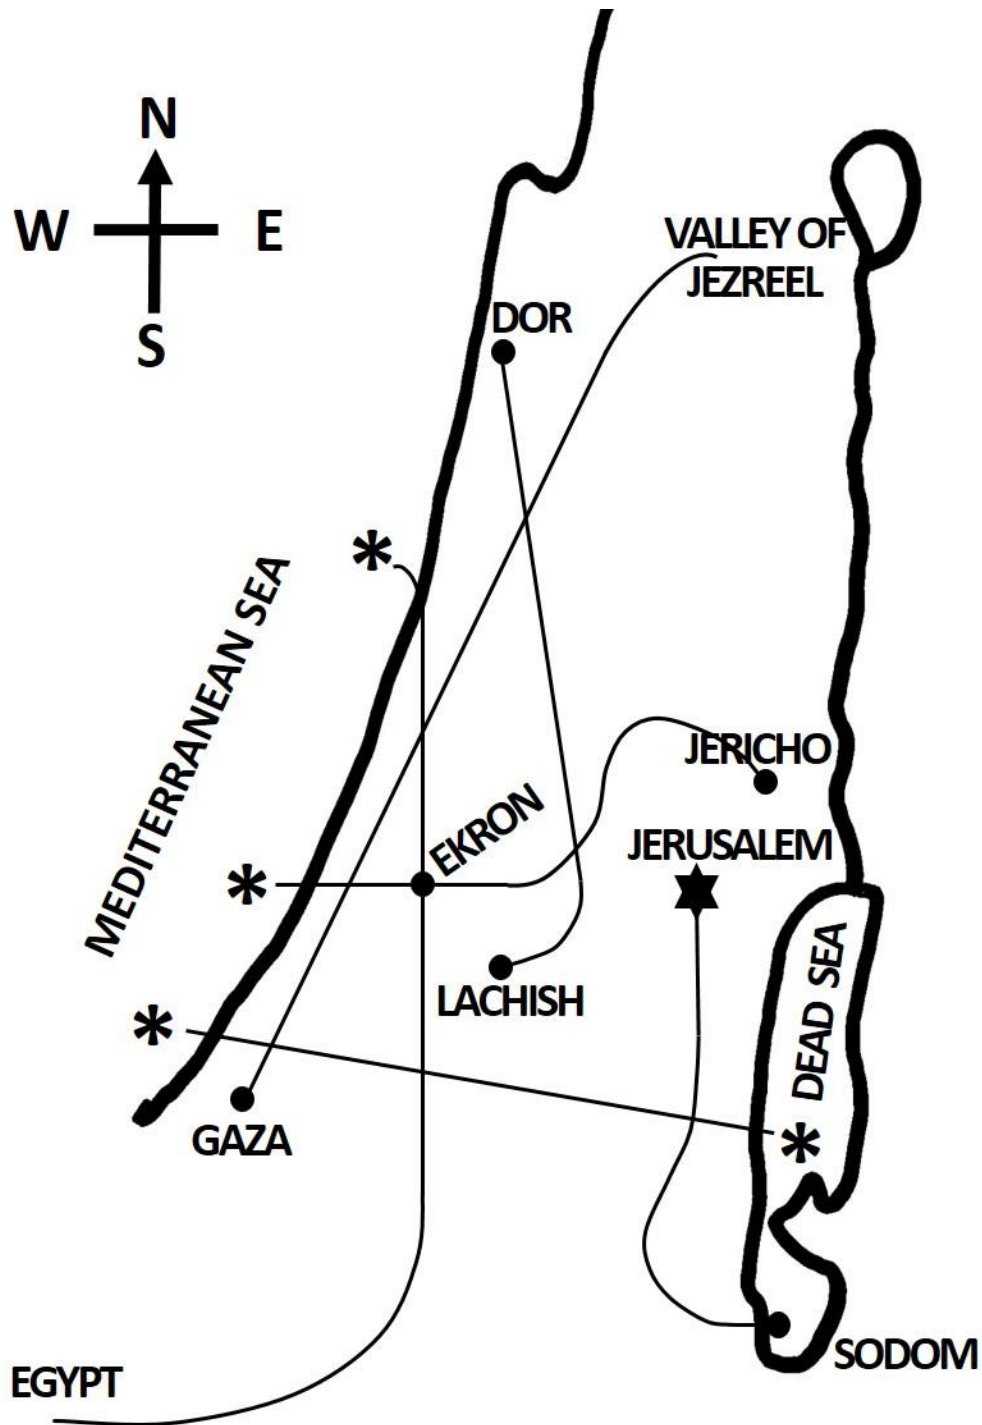 N
W
E
S
VALLEY OF
JEZREEL
DOR
*
MEDITERRANEAN SEA
JERICHO
EKRON
JERUSALEM
*
LACHISH
DEAD SEA
*
GAZA
*
SODOM
EGYPT